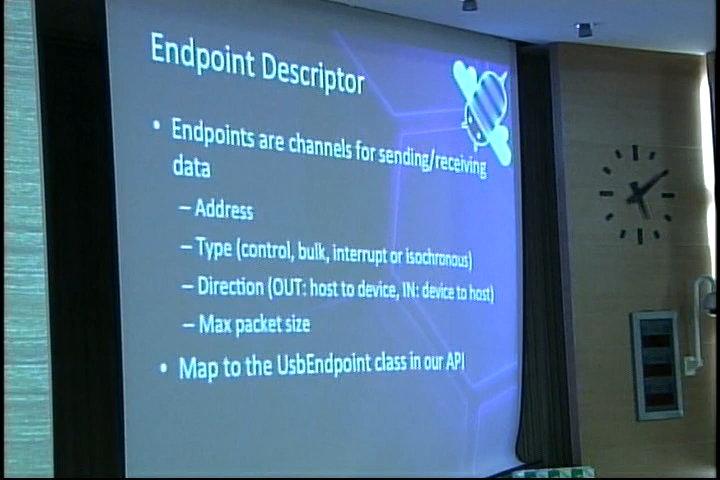 Endpoint Descriptor
• Endpoints are channels for sending/receiving
data
– Address
– Type (control, bulk, interrupt or isochronous)
– Direction (OUT: host to device, IN: device to host)
– Max packet size
• Map to the UsbEndpoint class in our API